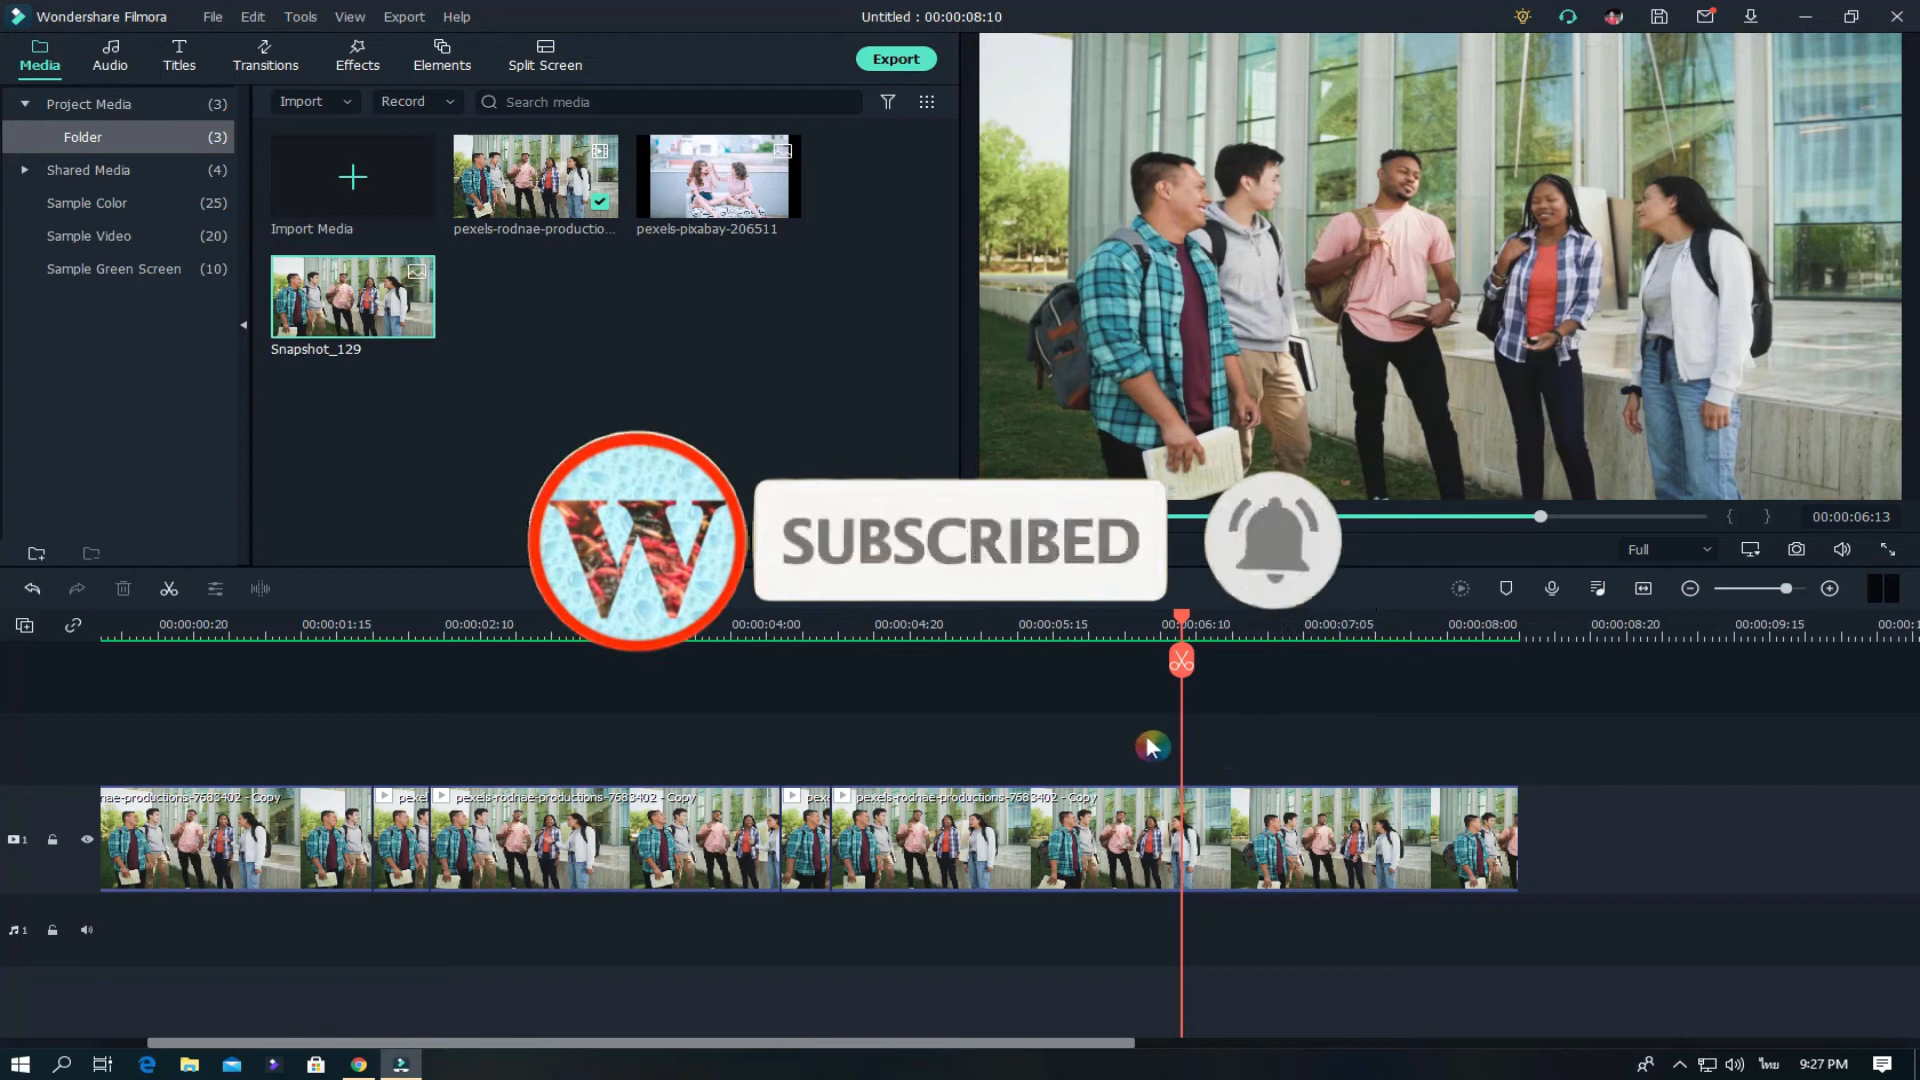 Wondershare Filmora
File
Edit
Tools
View
Export
Help
Untitled : 00:00:08:10
Media
Audio
Titles
Transitions
Effects
Elements
Split Screen
Export
Project Media (3)
Folder (3)
Shared Media (4)
Sample Color (25)
Sample Video (20)
Sample Green Screen (10)
Import
Record
Search media
Import Media
pexels-rodnae-productio...
pexels-pixabay-206511
Snapshot_129
W
SUBSCRIBED
00:00:06:13
Full
00:00:00:20
00:00:01:15
00:00:02:10
00:00:04:00
00:00:04:20
00:00:05:15
00:00:06:10
00:00:07:05
00:00:08:00
00:00:08:20
00:00:09:15
00:00:1
nae-productions-7683402 - Copy
pexel
pexels-rodnae-productions-7683402 - Copy
pex
pexels-rodnae-productions-7683402 - Copy
1
1
ไทย
9:27 PM